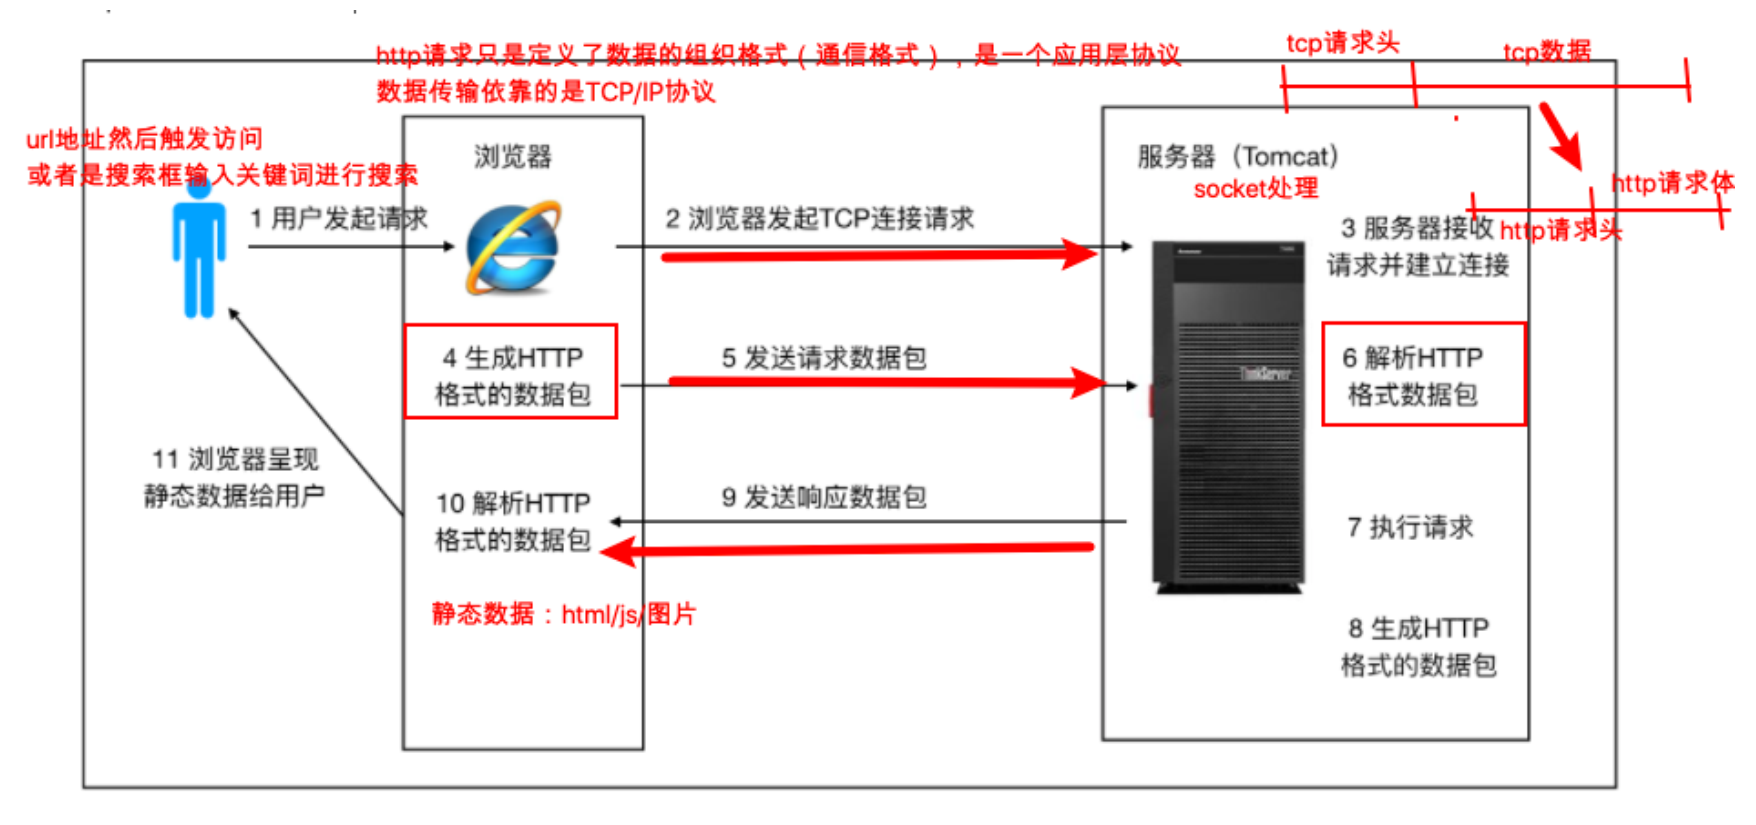 http请求只是定义了数据的组织格式（通信格式），是一个应用层协议
数据传输依靠的是TCP/IP协议
tcp请求头
tcp数据
url地址然后触发访问
或者是搜索框输入关键词进行搜索
浏览器
服务器（Tomcat）
socket处理
http请求体
http请求头
1 用户发起请求
2 浏览器发起TCP连接请求
3 服务器接收
请求并建立连接
4 生成HTTP
格式的数据包
5 发送请求数据包
6 解析HTTP
格式数据包
ThinkServer
7 执行请求
8 生成HTTP
格式的数据包
9 发送响应数据包
10 解析HTTP
格式的数据包
静态数据：html/js/图片
11 浏览器呈现
静态数据给用户